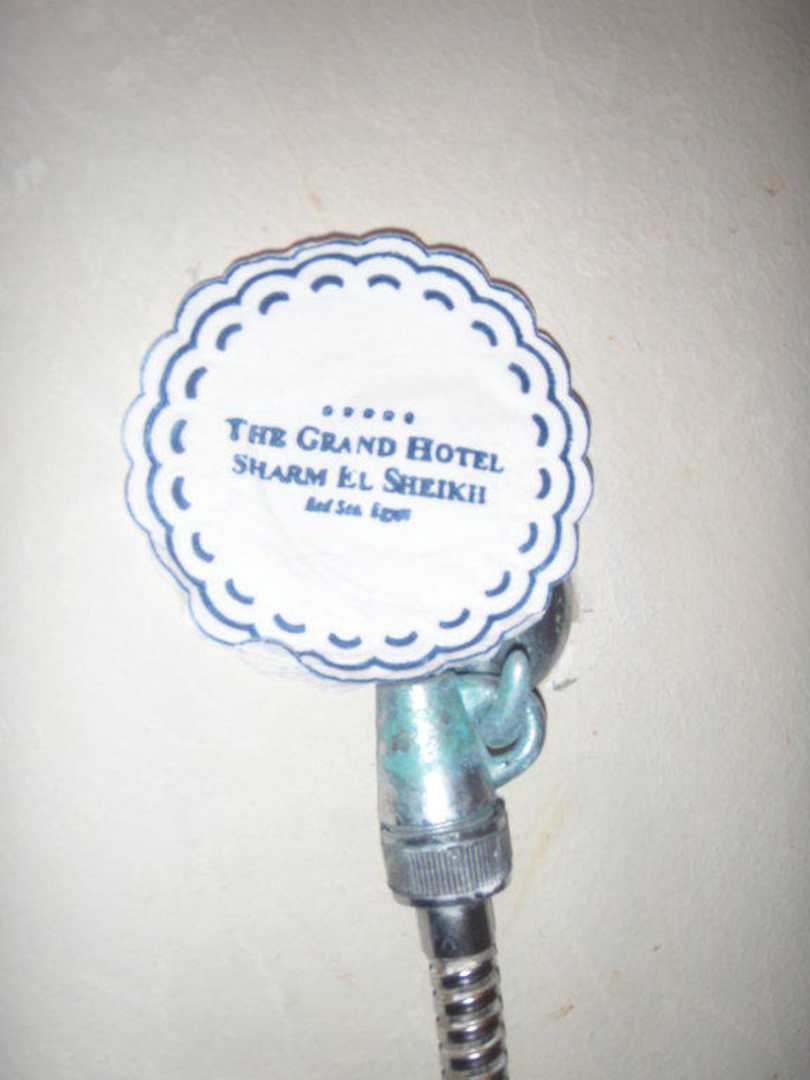 THE GRAND HOTEL
SHARM EL SHEIKH
Red Sea, Egypt